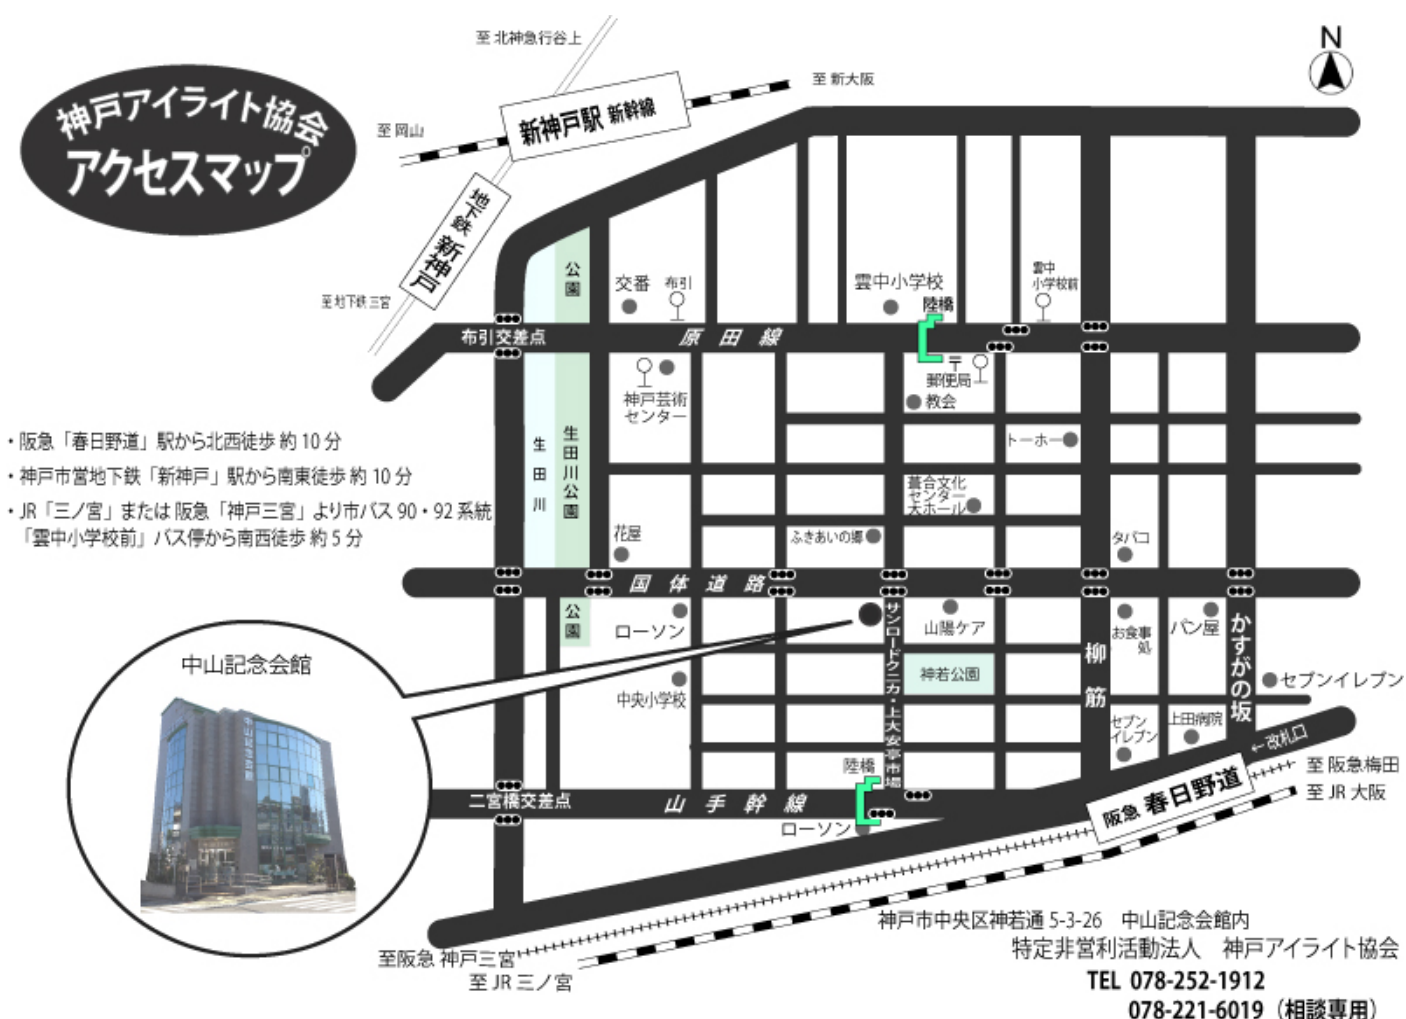 至 北神急行谷上
N
神戸アイライト協会
アクセスマップ
至 新大阪
新神戸駅 新幹線
至 岡山
地下鉄 新神戸
至 地下鉄 三宮
公園
交番
布引
雲中小学校
陸橋
雲中
小学校前
布引交差点
原田線
〒
郵便局
教会
神戸芸術
センター
トーホー
・阪急「春日野道」駅から北西徒歩 約 10 分
・神戸市営地下鉄「新神戸」駅から南東徒歩 約 10 分
・JR「三ノ宮」または 阪急「神戸三宮」より市バス 90・92 系統
「雲中小学校前」バス停から南西徒歩 約 5 分
生田川
生田川公園
葺合文化
センター
大ホール
花屋
ふきあいの郷
タバコ
国体道路
公園
ローソン
サンロードクニカ・上大安亭市場
山陽ケア
お食事
処
パン屋
かすがの坂
柳筋
神若公園
中央小学校
セブンイレブン
セブン
イレブン
上田病院
中山記念会館
中山記念会館
←改札口
陸橋
二宮橋交差点
山手幹線
ローソン
阪急 春日野道
至 阪急梅田
至 JR 大阪
至阪急 神戸三宮
至 JR 三ノ宮
神戸市中央区神若通 5-3-26　中山記念会館内
特定非営利活動法人　神戸アイライト協会
TEL 078-252-1912
078-221-6019（相談専用）